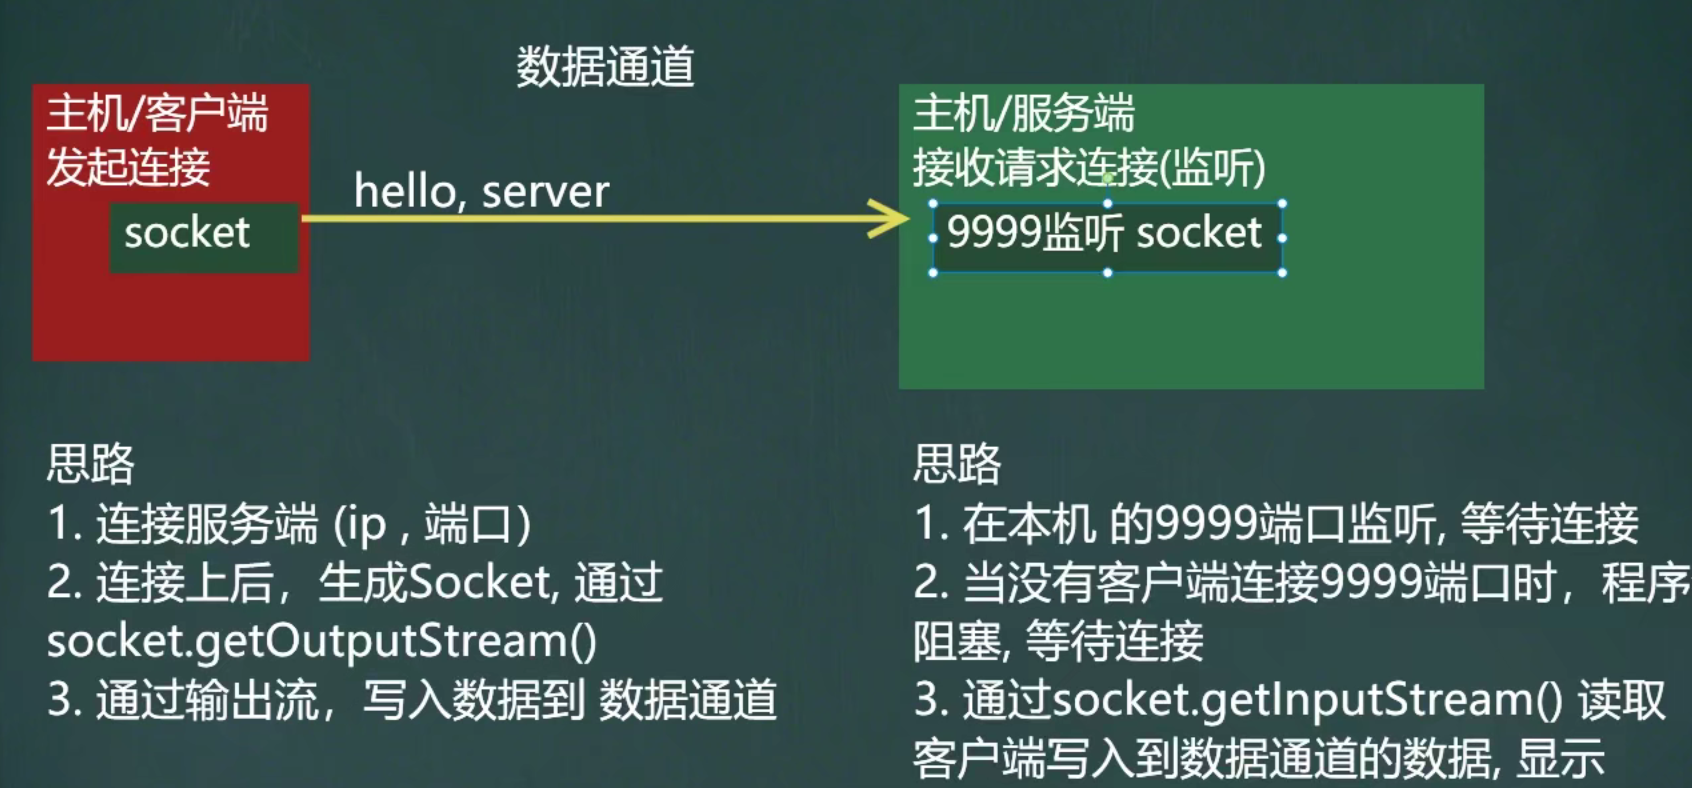 数据通道
主机/客户端
发起连接
socket
hello, server
主机/服务端
接收请求连接(监听)
9999监听 socket
思路
1. 连接服务端 (ip , 端口）
2. 连接上后，生成Socket, 通过
socket.getOutputStream()
3. 通过输出流，写入数据到 数据通道
思路
1. 在本机 的9999端口监听, 等待连接
2. 当没有客户端连接9999端口时，程序
阻塞, 等待连接
3. 通过socket.getInputStream() 读取
客户端写入到数据通道的数据, 显示